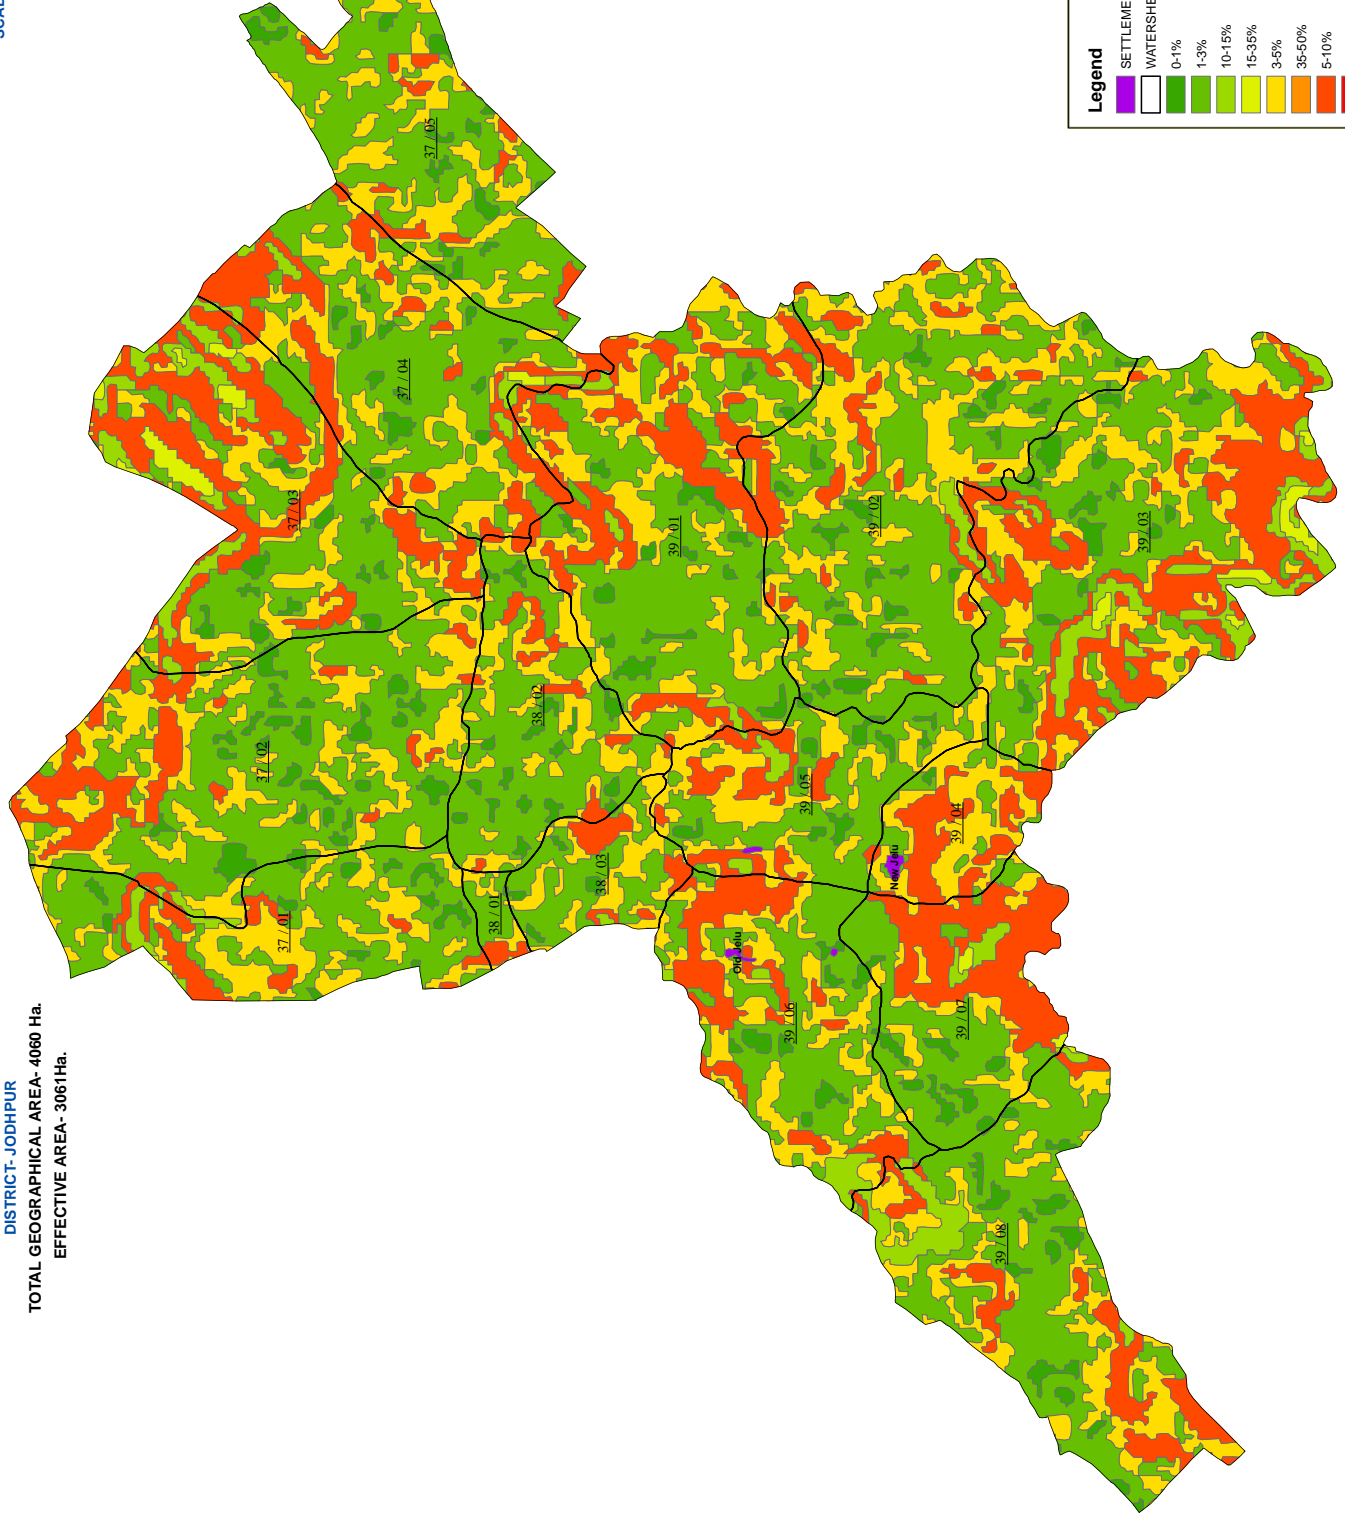 DISTRICT- JODHPUR
TOTAL GEOGRAPHICAL AREA- 4060 Ha.
EFFECTIVE AREA- 3061Ha.
37 / 05
37 / 04
37 / 03
37 / 02
37 / 01
38 / 02
38 / 01
38 / 03
39 / 01
39 / 02
39 / 03
39 / 05
39 / 04
New Jelu
Old Jelu
39 / 06
39 / 07
39 / 08
Legend
SETTLEME
WATERSHE
0-1%
1-3%
10-15%
15-35%
3-5%
35-50%
5-10%